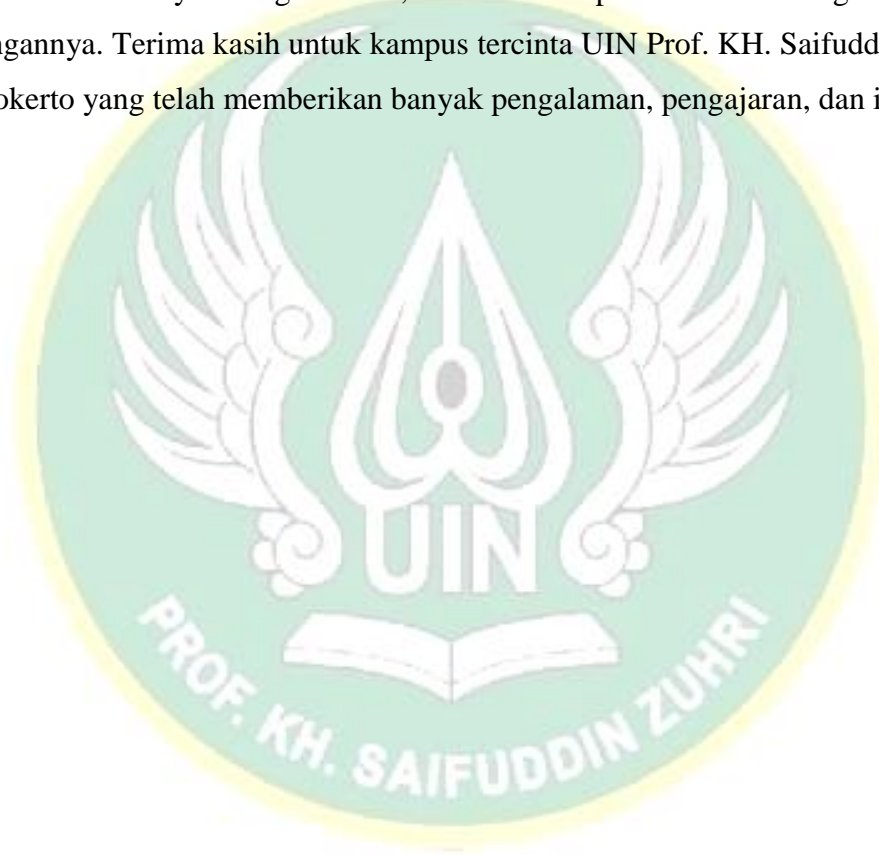 ngannya. Terima kasih untuk kampus tercinta UIN Prof. KH. Saifudd
okerto yang telah memberikan banyak pengalaman, pengajaran, dan i
UIN
PROF. KH. SAIFUDDIN ZUHRI